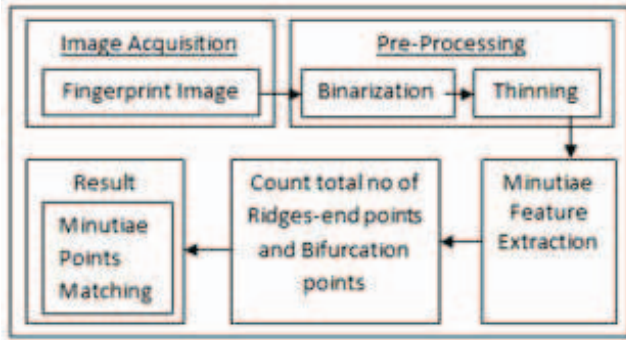 Image Acquisition
Fingerprint Image
Pre-Processing
Binarization
Thinning
Minutiae
Feature
Extraction
Count total no of
Ridges-end points
and Bifurcation
points
Result
Minutiae
Points
Matching